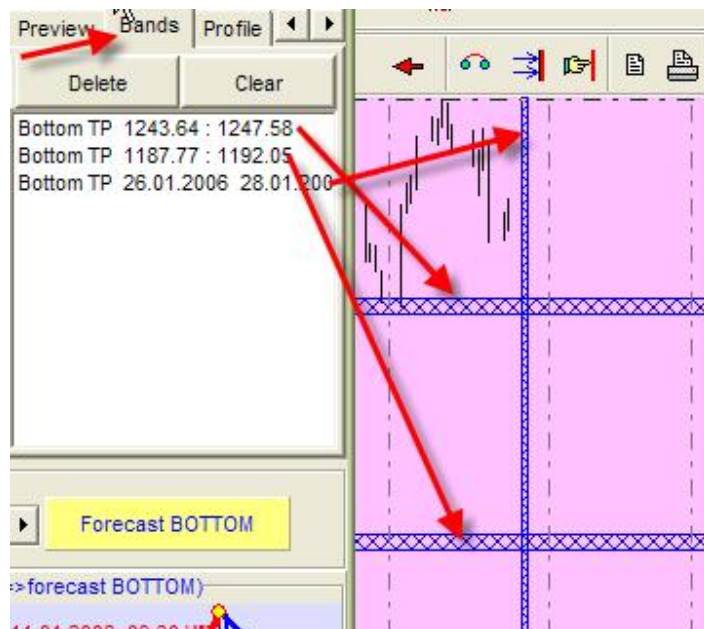 Preview Bands Profile
Delete Clear
Bottom TP 1243.64 : 1247.58
Bottom TP 1187.77 : 1192.05
Bottom TP 26.01.2006 28.01.200
Forecast BOTTOM
=>forecast BOTTOM)